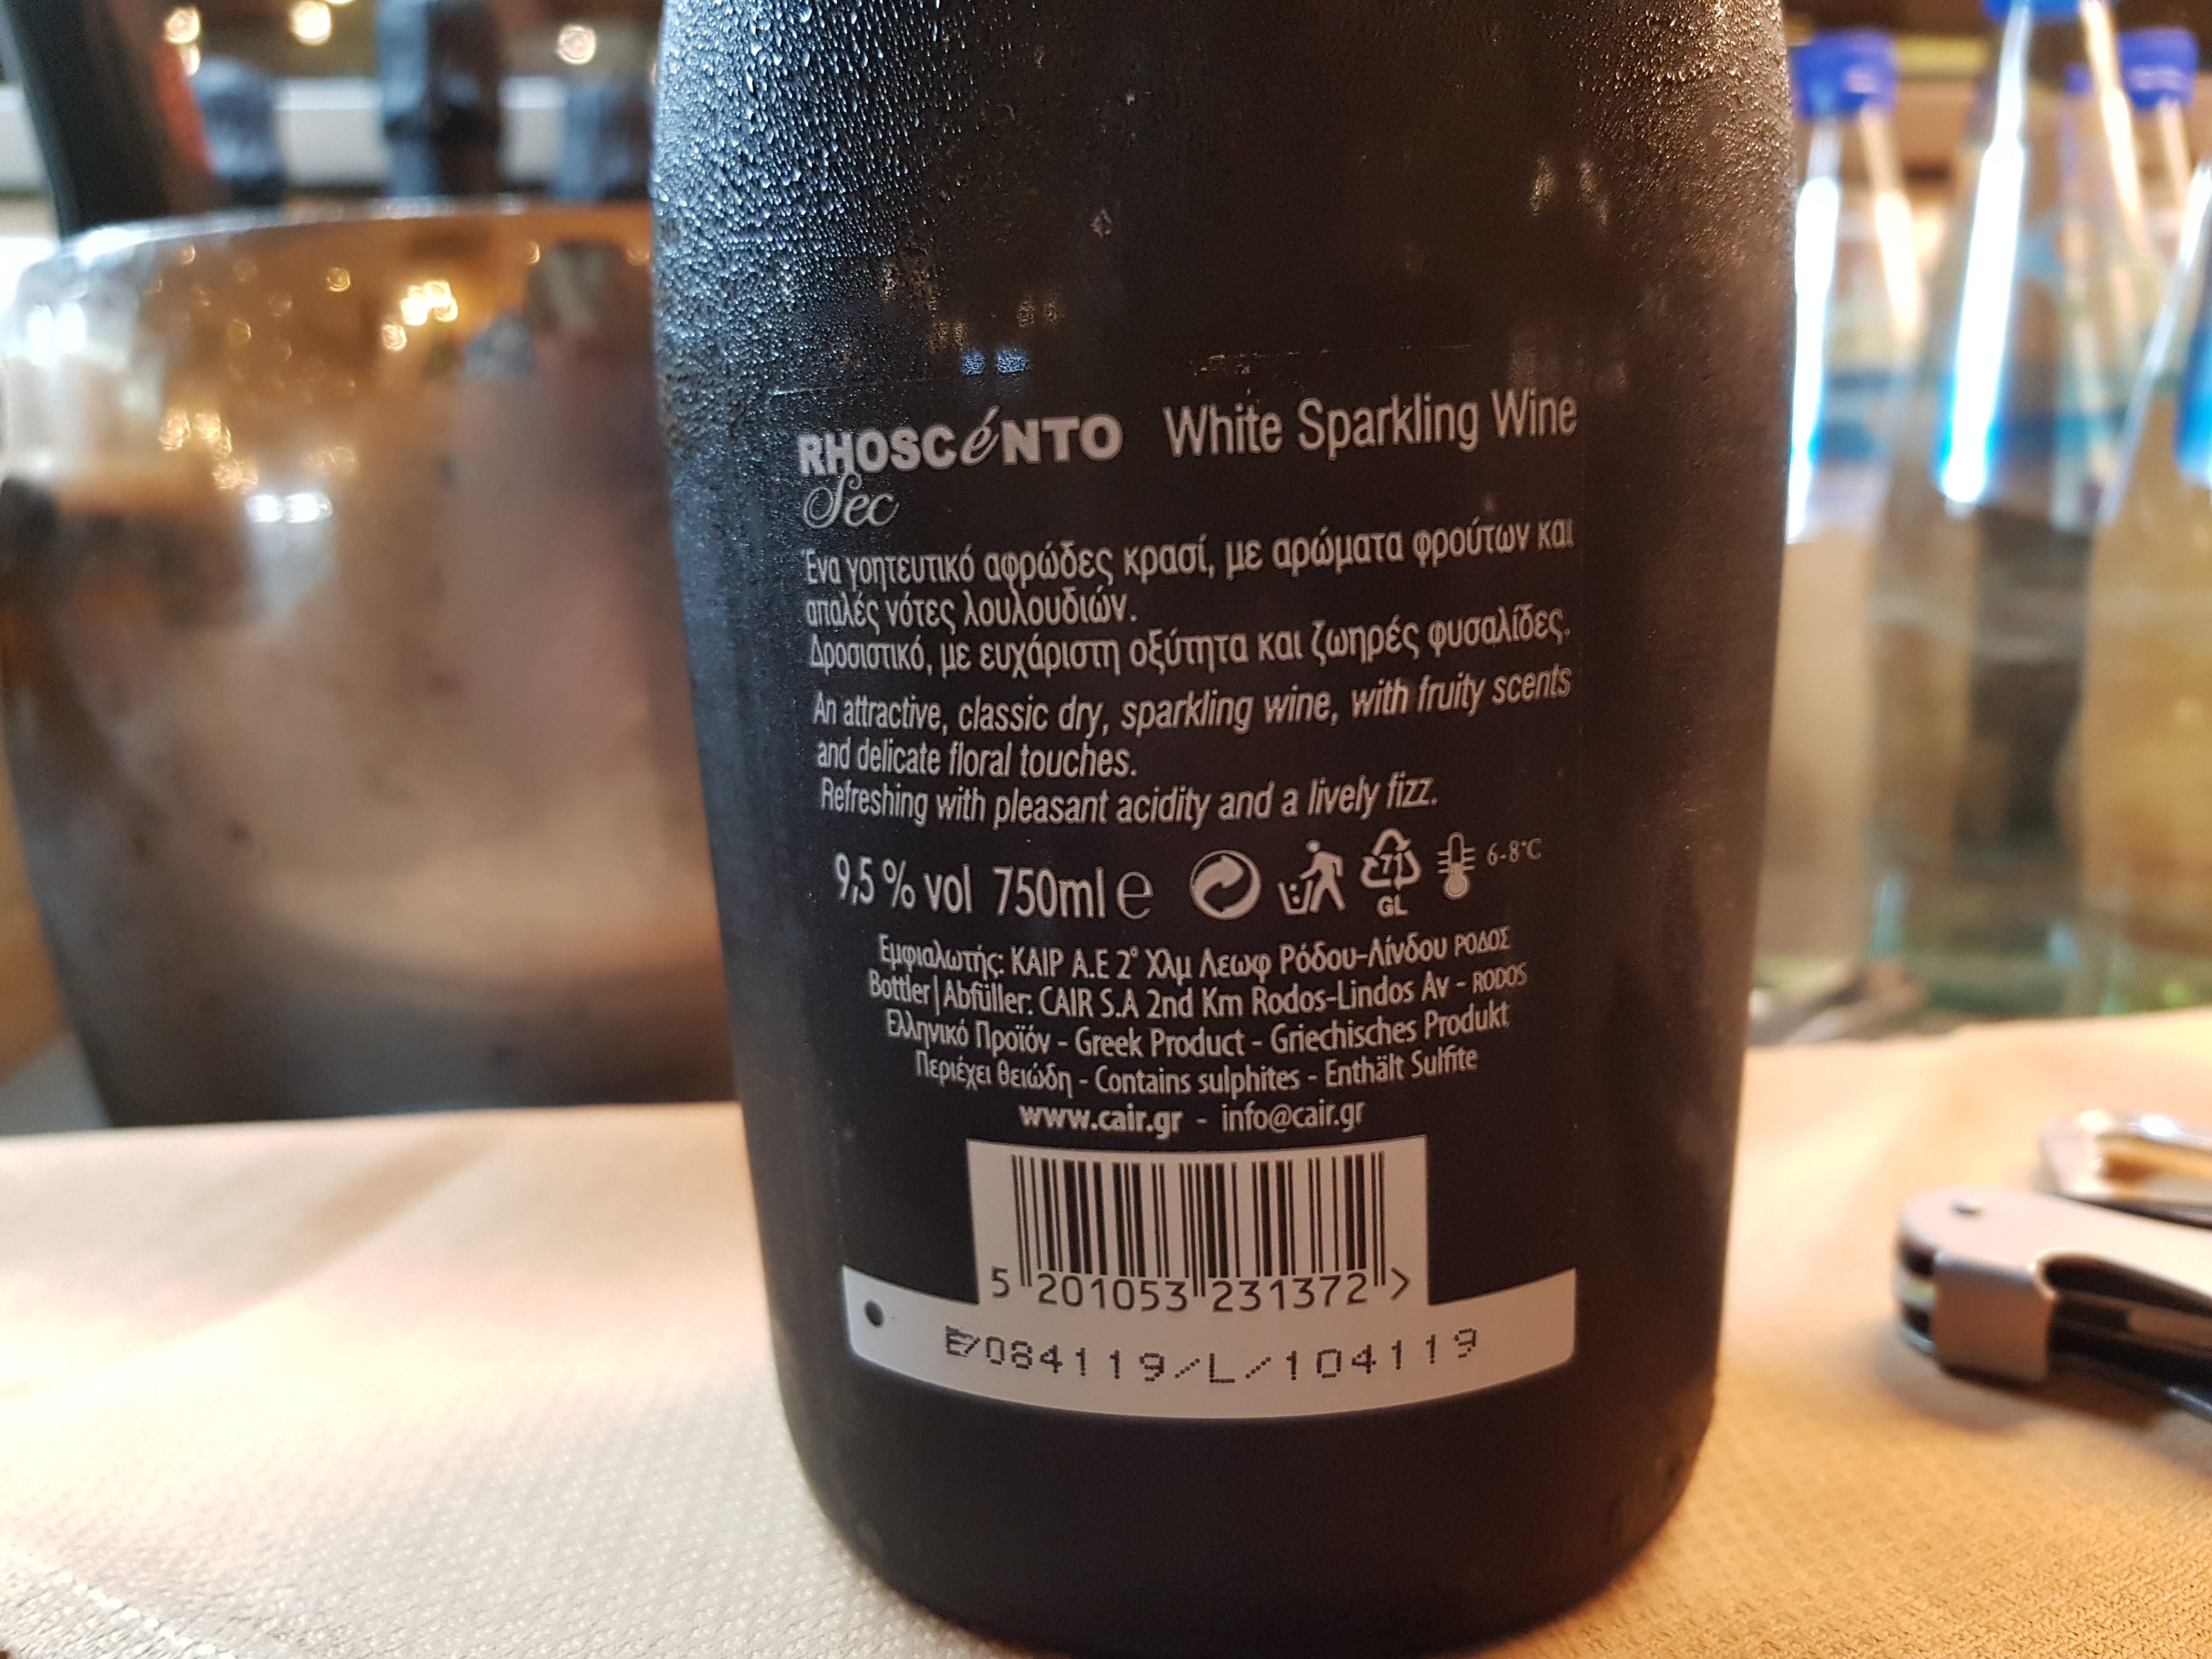 RHOSCéNTO White Sparkling Wine
Sec
Ένα γοητευτικό αφρώδες κρασί, με αρώματα φρούτων και
απαλές νότες λουλουδιών.
Δροσιστικό, με ευχάριστη οξύτητα και ζωηρές φυσαλίδες.
An attractive, classic dry, sparkling wine, with fruity scents
and delicate floral touches.
Refreshing with pleasant acidity and a lively fizz.
9,5 % vol 750ml e 71 GL 6-8°C
Εμφιαλωτής: ΚΑΙΡ Α.Ε 2° Χλμ Λεωφ Ρόδου-Λίνδου ΡΟΔΟΣ
Bottler|Abfüller: CAIR S.A 2nd Km Rodos-Lindos Av - RODOS
Ελληνικό Προϊόν - Greek Product - Griechisches Produkt
Περιέχει θειώδη - Contains sulphites - Enthält Sulfite
www.cair.gr - info@cair.gr
5 201053 231372 >
E/084119/L/104119